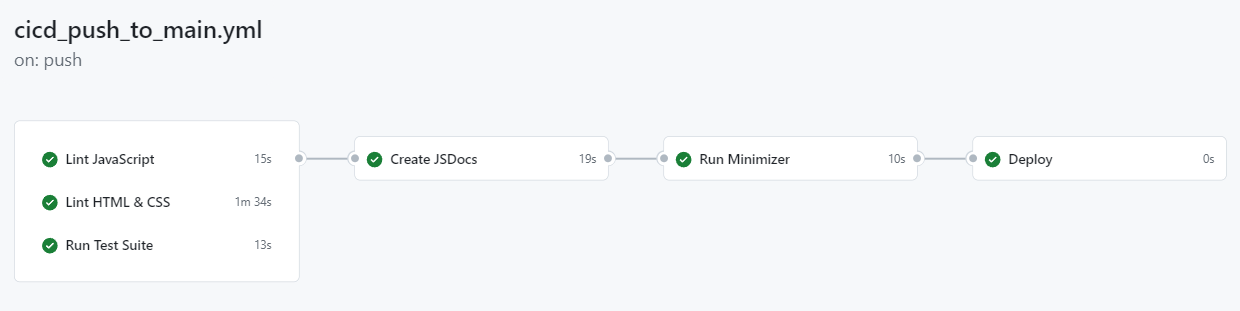 cicd_push_to_main.yml
on: push
Lint JavaScript 15s
Lint HTML & CSS 1m 34s
Run Test Suite 13s
Create JSDocs 19s
Run Minimizer 10s
Deploy 0s